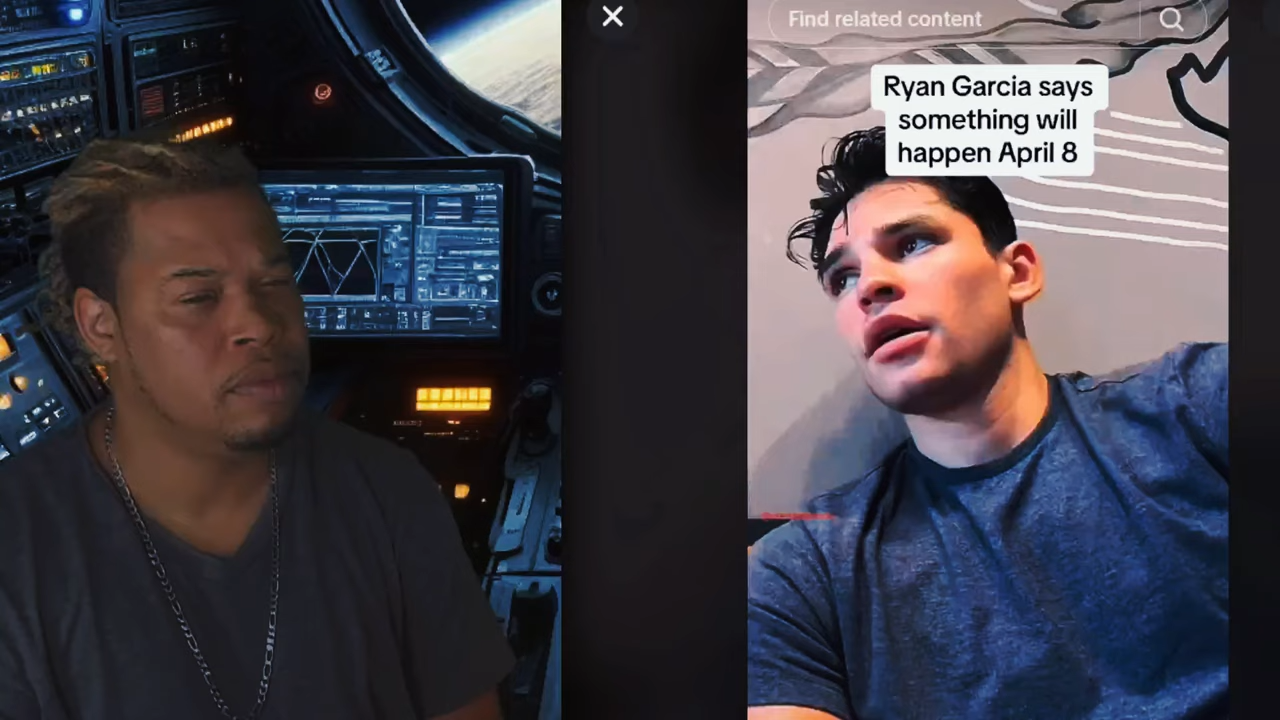 Find related content
Ryan Garcia says
something will
happen April 8